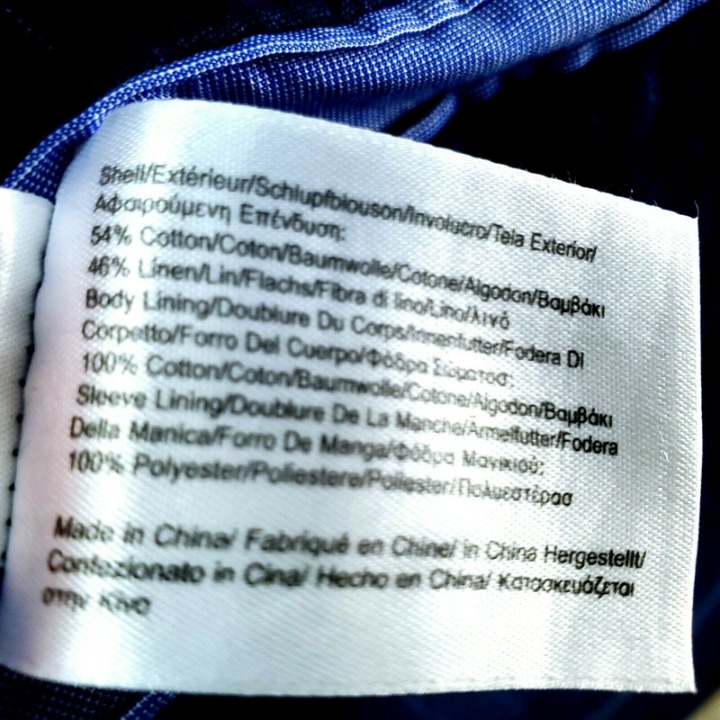 Shell/Extérieur/Schlupfblouson/Involucro/Tela Exterior/
Αφαιρούμενη Επένδυση:
54% Cotton/Coton/Baumwolle/Cotone/Algodon/Βαμβάκι
46% Linen/Lin/Flachs/Fibra di lino/Lino/Λινό
Body Lining/Doublure Du Corps/Innenfutter/Fodera Di
Corpetto/Forro Del Cuerpo/Φόδρα Σώματοσ:
100% Cotton/Coton/Baumwolle/Cotone/Algodon/Βαμβάκι
Sleeve Lining/Doublure De La Manche/Armelfutter/Fodera
Della Manica/Forro De Manga/Φόδρα Μανικιού:
100% Polyester/Poliestere/Poliester/Πολυεστέρασ
Made in China/ Fabriqué en Chine/ in China Hergestellt/
Confezionato in Cina/ Hecho en China/ Κατασκευάζεται
στην Κίνα